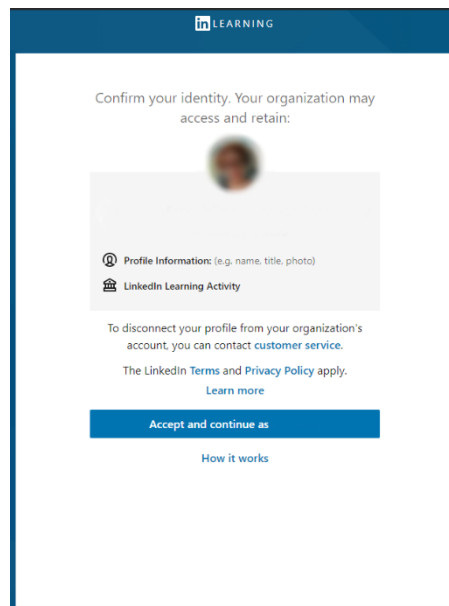 in LEARNING
Confirm your identity. Your organization may
access and retain:
Profile Information: (e.g. name, title, photo)
LinkedIn Learning Activity
To disconnect your profile from your organization's
account, you can contact customer service.
The LinkedIn Terms and Privacy Policy apply.
Learn more
Accept and continue as
How it works